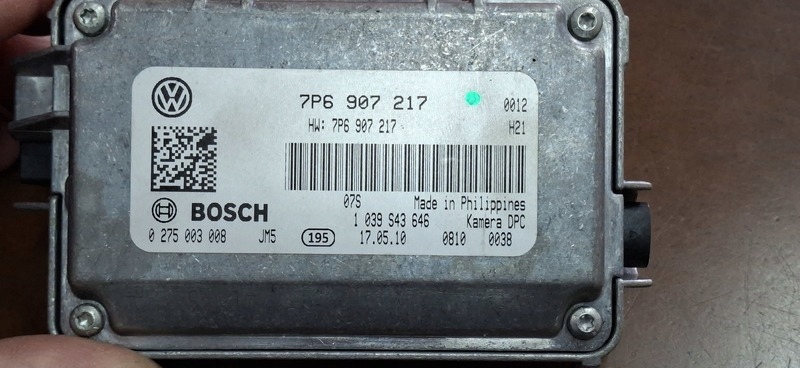 7P6 907 217 0012
HW: 7P6 907 217 H21
07S Made in Philippines
BOSCH 1 039 S43 646 Kamera DPC
0 275 003 008 JM5 195 17.05.10 0810 0038